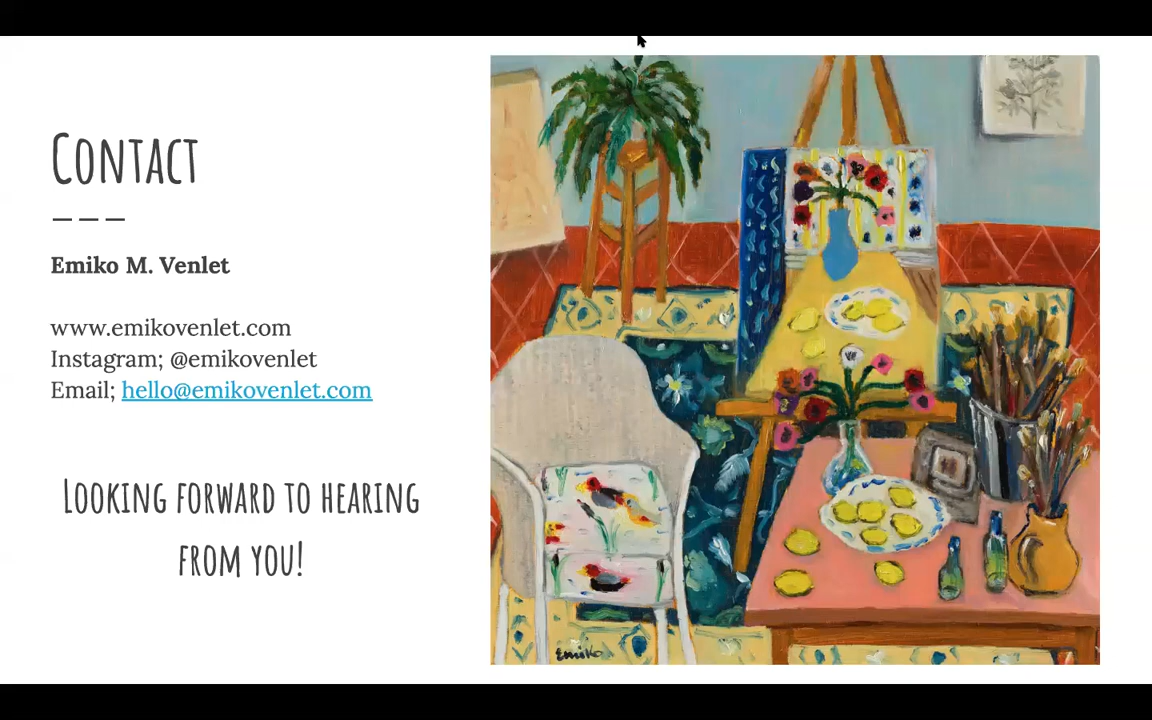 Contact
Emiko M. Venlet
www.emikovenlet.com
Instagram; @emikovenlet
Email; hello@emikovenlet.com
Looking forward to hearing
from you!
Emiko